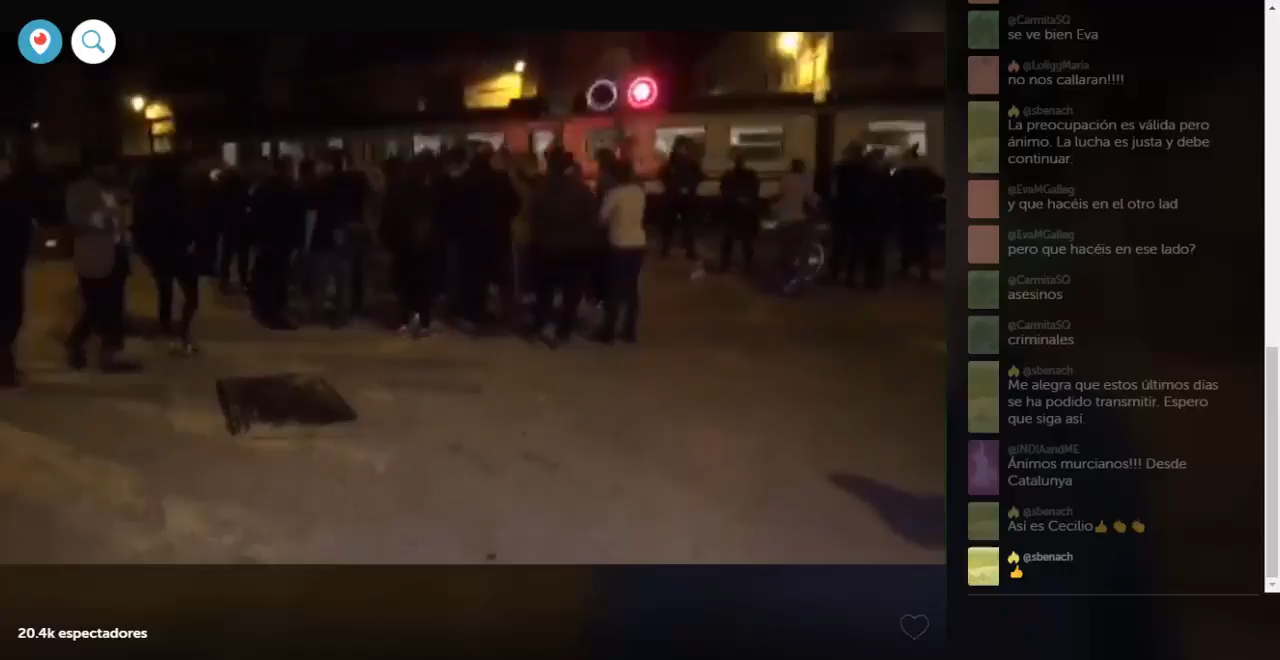 @CarmitaSQ
se ve bien Eva
@LoliggMaria
no nos callaran!!!!
@sbenach
La preocupación es válida pero
ánimo. La lucha es justa y debe
continuar.
@EvaMGalleg
y que hacéis en el otro lad
@EvaMGalleg
pero que hacéis en ese lado?
@CarmitaSQ
asesinos
@CarmitaSQ
criminales
@sbenach
Me alegra que estos últimos días
se ha podido transmitir. Espero
que siga así.
@INDIAandME
Ánimos murcianos!!! Desde
Catalunya
@sbenach
Así es Cecilio👍👏👏
@sbenach
👍
20.4k espectadores